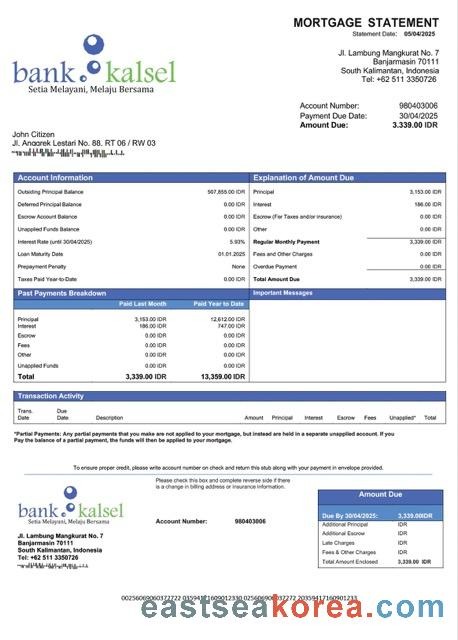 MORTGAGE STATEMENT
Statement Date: 05/04/2025
bank kalsel
Setia Melayani, Melaju Bersama
Jl. Lambung Mangkurat No. 7
Banjarmasin 70111
South Kalimantan, Indonesia
Tel: +62 511 3350726
Account Number: 980403006
Payment Due Date: 30/04/2025
Amount Due: 3.339.00 IDR
John Citizen
Jl. Anggrek Lestari No. 88. RT 06 / RW 03
Account Information
Outsiding Principal Balance 507,855.00 IDR
Deferred Principal Balance 0.00 IDR
Escrow Account Balance 0.00 IDR
Unapplied Funds Balance 0.00 IDR
Interest Rate (until 30/04/2025) 5.93%
Loan Maturity Date 01.01.2025
Prepayment Penalty None
Taxes Paid Year-to-Date 0.00 IDR
Explanation of Amount Due
Principal 3,153.00 IDR
Interest 186.00 IDR
Escrow (For Taxes and/or insurance) 0.00 IDR
Other 0.00 IDR
Regular Monthly Payment 3,339.00 IDR
Fees and Other Charges 0.00 IDR
Overdue Payment 0.00 IDR
Total Amount Due 3,339.00 IDR
Past Payments Breakdown
Paid Last Month Paid Year to Date
Principal 3,153.00 IDR 12,612.00 IDR
Interest 186.00 IDR 747.00 IDR
Escrow 0.00 IDR 0.00 IDR
Fees 0.00 IDR 0.00 IDR
Other 0.00 IDR 0.00 IDR
Unapplied Funds 0.00 IDR 0.00 IDR
Total 3,339.00 IDR 13,359.00 IDR
Important Messages
Transaction Activity
Trans. Date Due Date Description Amount Principal Interest Escrow Fees Unapplied* Total
*Partial Payments: Any partial payments that you make are not applied to your mortgage, but instead are held in a separate unapplied account. If you
Pay the balance of a partial payment, the funds will then be applied to your mortgage.
To ensure proper credit, please write account number on check and return this stub along with your payment in envelope provided.
Please check this box and complete reverse side if there
is a change in billing address or insurance information.
bank kalsel
Setia Melayani, Melaju Bersama
Account Number: 980403006
Jl. Lambung Mangkurat No. 7
Banjarmasin 70111
South Kalimantan, Indonesia
Tel: +62 511 3350726
Amount Due
Due By 30/04/2025: 3,339.00IDR
Additional Principal IDR
Additional Escrow IDR
Late Charges IDR
Fees & Other Charges IDR
Total Amount Enclosed 3,339.00 IDR
eastseakorea.com